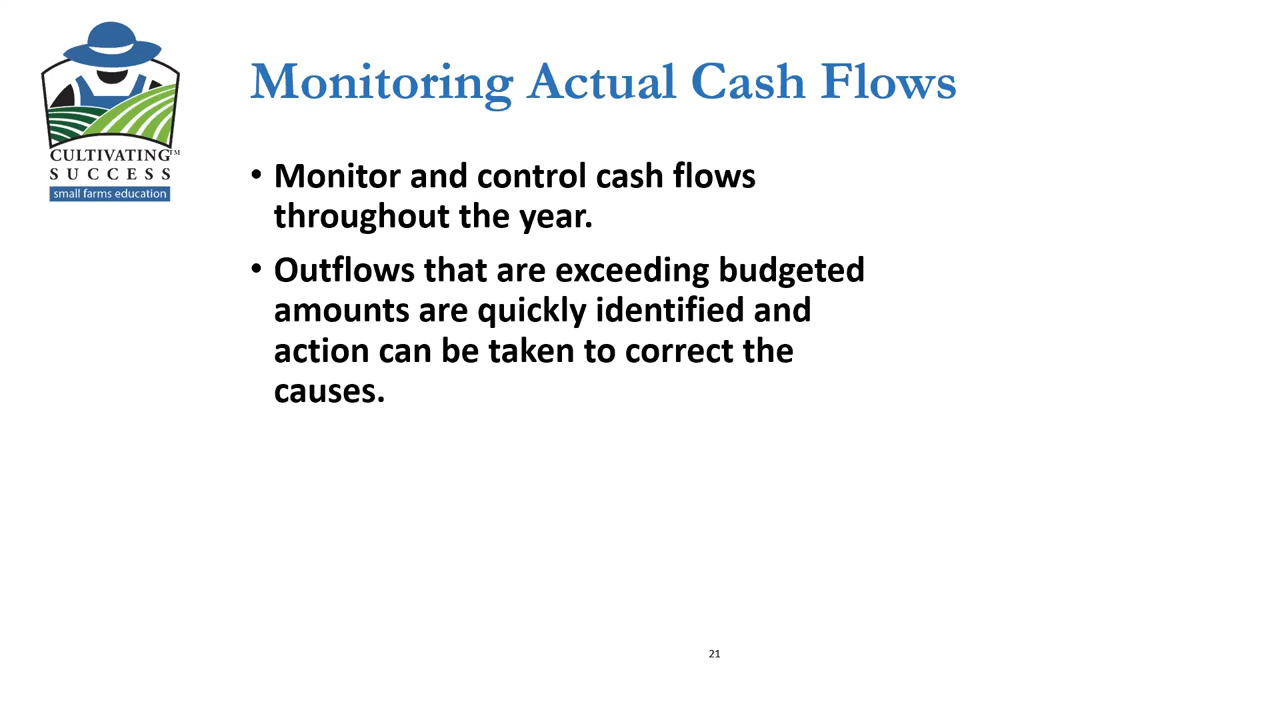 CULTIVATING™
SUCCESS
small farms education
Monitoring Actual Cash Flows
• Monitor and control cash flows
throughout the year.
• Outflows that are exceeding budgeted
amounts are quickly identified and
action can be taken to correct the
causes.
21